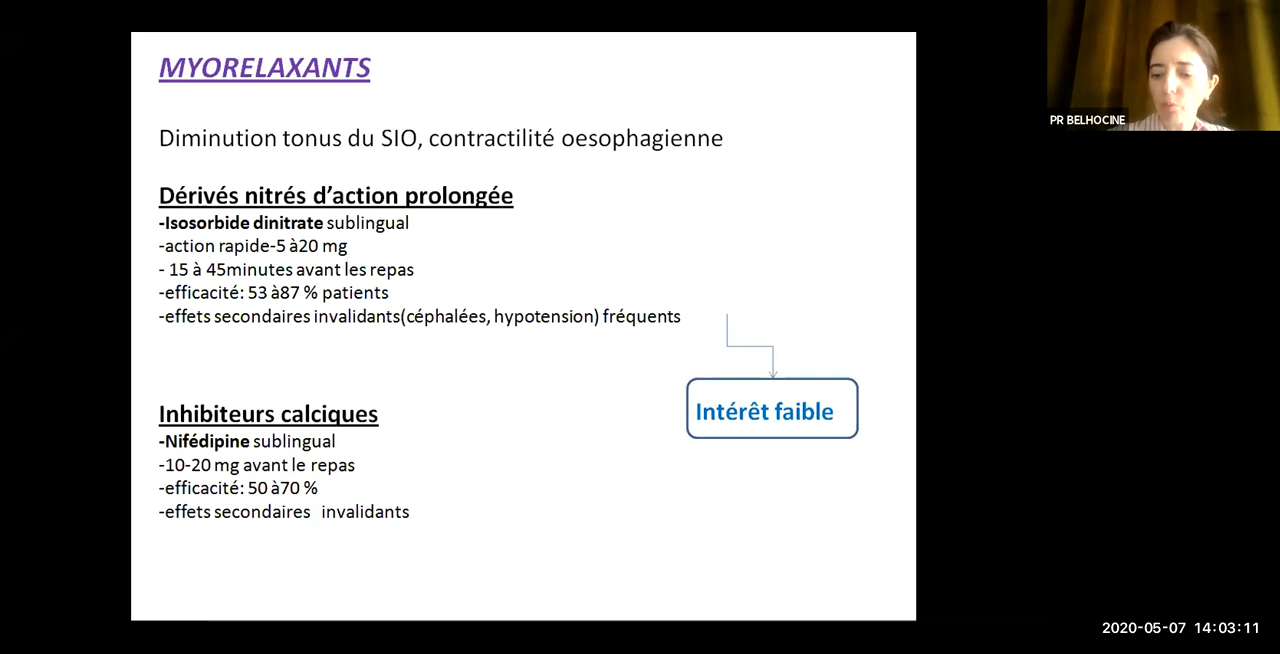 MYORELAXANTS
Diminution tonus du SIO, contractilité oesophagienne
Dérivés nitrés d’action prolongée
-Isosorbide dinitrate sublingual
-action rapide-5 à20 mg
- 15 à 45minutes avant les repas
-efficacité: 53 à87 % patients
-effets secondaires invalidants(céphalées, hypotension) fréquents
Intérêt faible
Inhibiteurs calciques
-Nifédipine sublingual
-10-20 mg avant le repas
-efficacité: 50 à70 %
-effets secondaires invalidants
PR BELHOCINE
2020-05-07 14:03:11